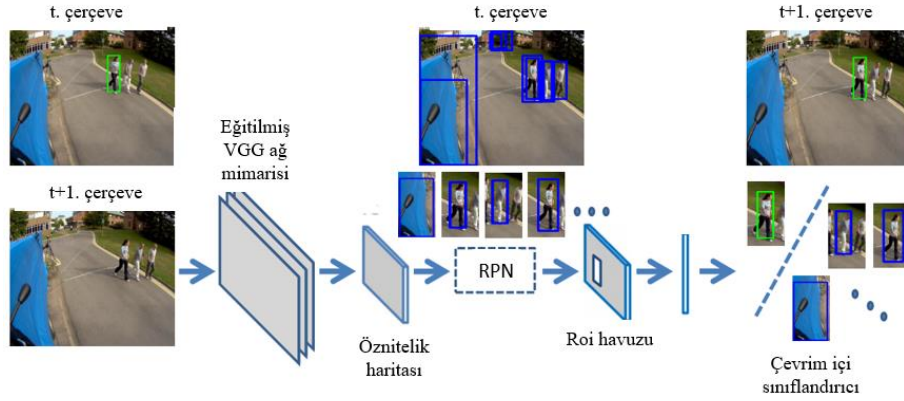 t. çerçeve
t. çerçeve
t+1. çerçeve
Eğitilmiş
VGG ağ
mimarisi
t+1. çerçeve
RPN
Öznitelik
haritası
Roi havuzu
Çevrim içi
sınıflandırıcı